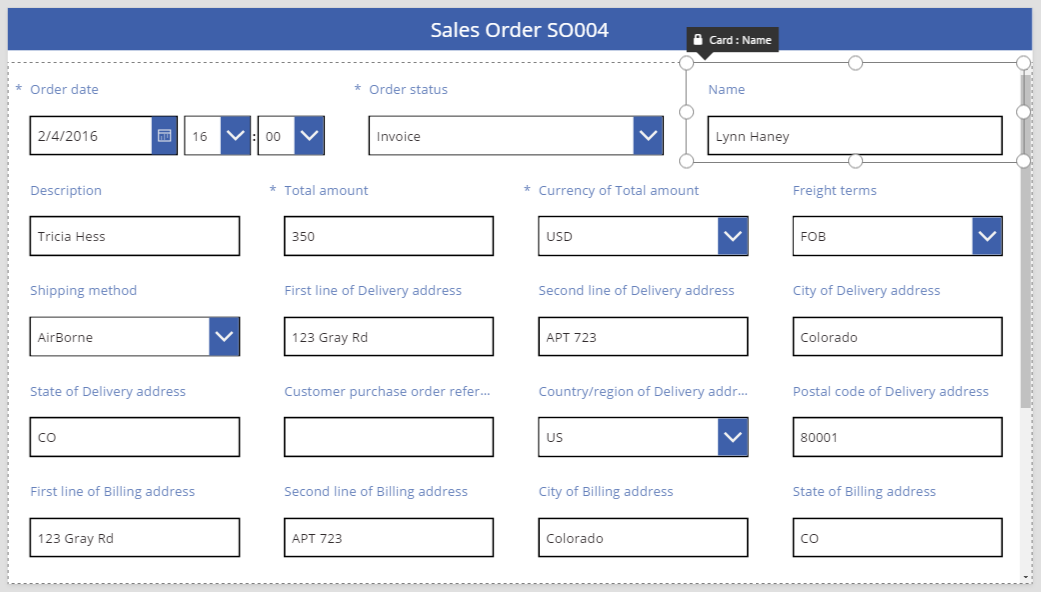 Sales Order SO004
Card : Name
* Order date * Order status Name
2/4/2016 16 : 00 Invoice Lynn Haney
Description * Total amount * Currency of Total amount Freight terms
Tricia Hess 350 USD FOB
Shipping method First line of Delivery address Second line of Delivery address City of Delivery address
AirBorne 123 Gray Rd APT 723 Colorado
State of Delivery address Customer purchase order refer... Country/region of Delivery addr... Postal code of Delivery address
CO US 80001
First line of Billing address Second line of Billing address City of Billing address State of Billing address
123 Gray Rd APT 723 Colorado CO